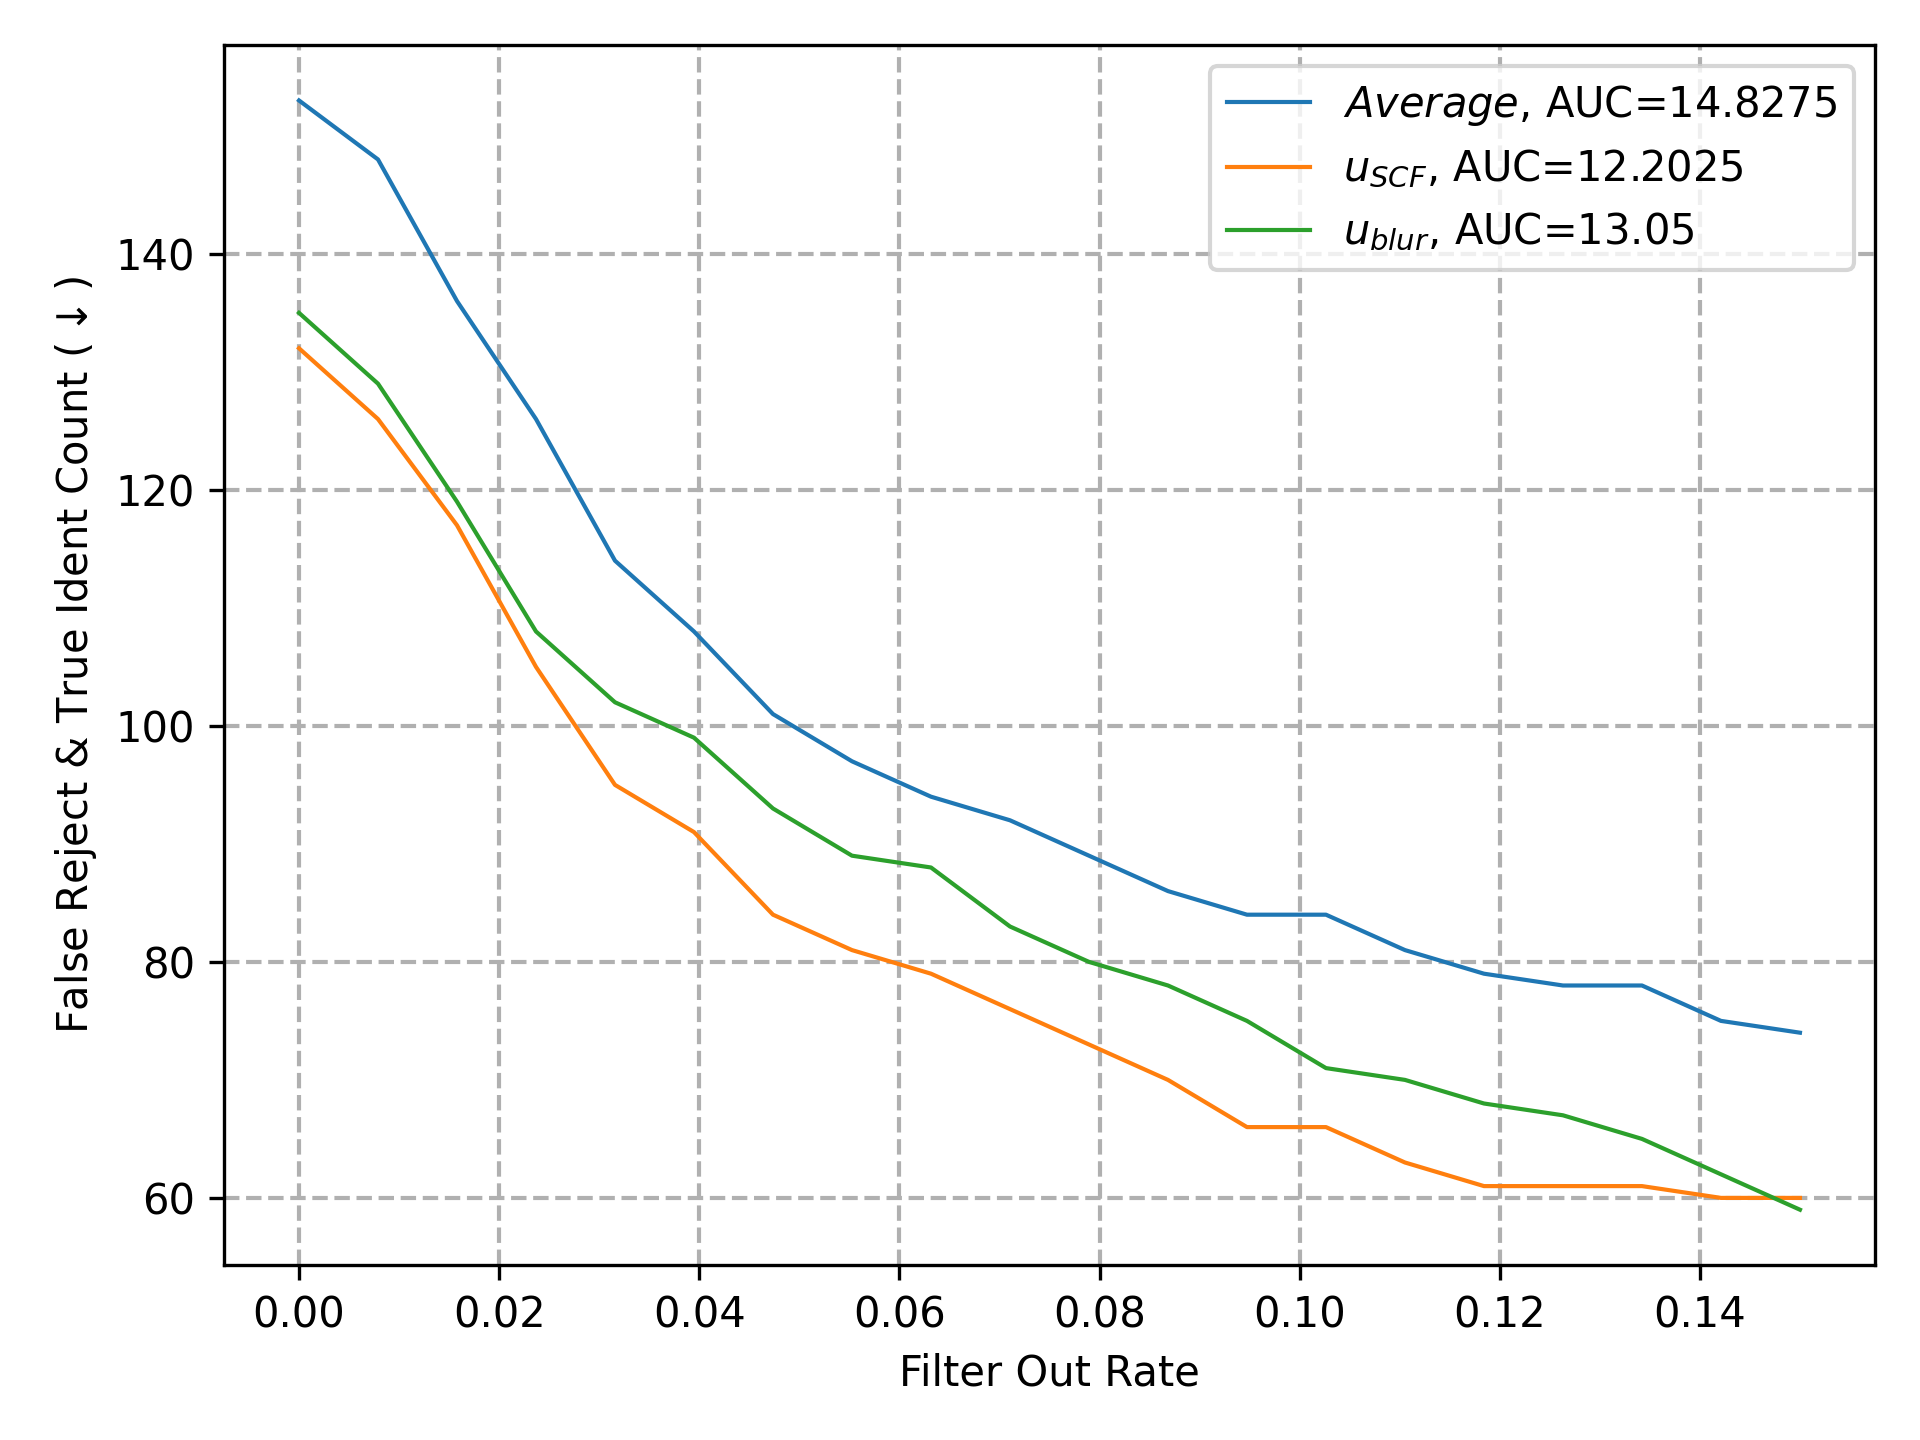 Average, AUC=14.8275
u_SCF, AUC=12.2025
u_blur, AUC=13.05
False Reject & True Ident Count ( ↓ )
140
120
100
80
60
0.00 0.02 0.04 0.06 0.08 0.10 0.12 0.14
Filter Out Rate